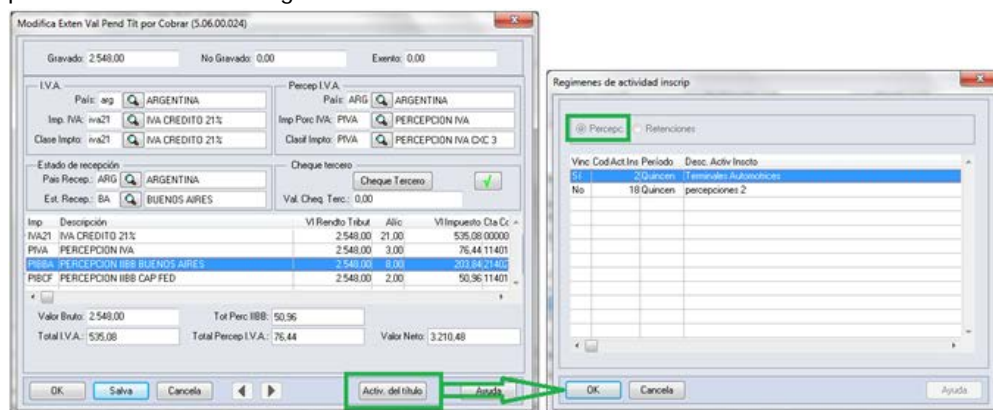 Modifica Exten Val Pend Tit por Cobrar (5.06.00.024)
Gravado: 2.548,00 No Gravado: 0,00 Exento: 0,00
I.V.A.
País: arg ARGENTINA
Imp. IVA: iva21 IVA CREDITO 21%
Clase Impto: iva21 IVA CREDITO 21%
Percep I.V.A.
País: ARG ARGENTINA
Imp Porc IVA: PIVA PERCEPCION IVA
Clasif Impto: PIVA PERCEPCION IVA CXC 3
Estado de recepción
Pais Recep.: ARG ARGENTINA
Est. Recep.: BA BUENOS AIRES
Cheque tercero
Cheque Tercero
Val. Cheq. Terc.: 0,00
Imp Descripción Vl Rendto Tribut Alíc Vl Impuesto Cta Cc
IVA21 IVA CREDITO 21% 2.548,00 21,00 535,08 00000
PIVA PERCEPCION IVA 2.548,00 3,00 76,44 11401
PIBBA PERCEPCION IIBB BUENOS AIRES 2.548,00 8,00 203,84 21402
PIBCF PERCEPCION IIBB CAP FED 2.548,00 2,00 50,96 11401
Valor Bruto: 2.548,00 Tot Perc IIBB: 50,96
Total I.V.A.: 535,08 Total Percep I.V.A.: 76,44 Valor Neto: 3.210,48
OK Salva Cancela Activ. del título Ayuda
Regimenes de actividad inscrip
Percepc. Retenciones
Vinc Cod Act Ins Período Desc. Activ Inscto
SI 2 Quincen Terminales Automotrices
No 18 Quincen percepciones 2
OK Cancela Ayuda